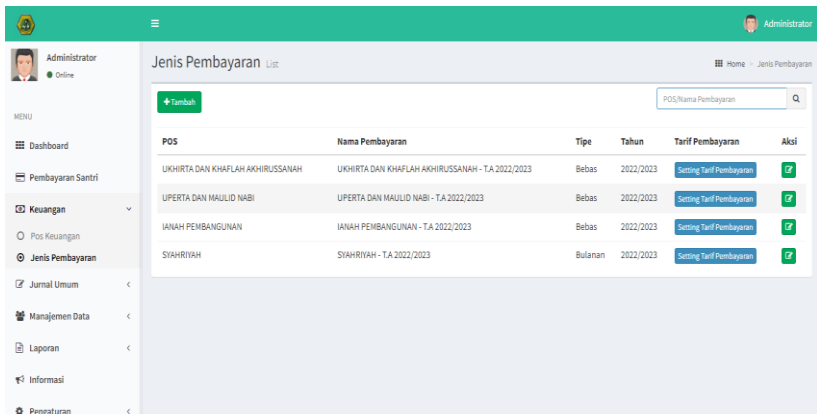 Administrator
Administrator
Online
Jenis Pembayaran List
Home > Jenis Pembayaran
Tambah
POS/Nama Pembayaran
MENU
Dashboard
Pembayaran Santri
Keuangan
Pos Keuangan
Jenis Pembayaran
Jurnal Umum
Manajemen Data
Laporan
Informasi
Pengaturan
POS Nama Pembayaran Tipe Tahun Tarif Pembayaran Aksi
UKHIRTA DAN KHAFLAH AKHIRUSSANAH UKHIRTA DAN KHAFLAH AKHIRUSSANAH - T.A 2022/2023 Bebas 2022/2023 Setting Tarif Pembayaran
UPERTA DAN MAULID NABI UPERTA DAN MAULID NABI - T.A 2022/2023 Bebas 2022/2023 Setting Tarif Pembayaran
IANAH PEMBANGUNAN IANAH PEMBANGUNAN - T.A 2022/2023 Bebas 2022/2023 Setting Tarif Pembayaran
SYAHRIYAH SYAHRIYAH - T.A 2022/2023 Bulanan 2022/2023 Setting Tarif Pembayaran